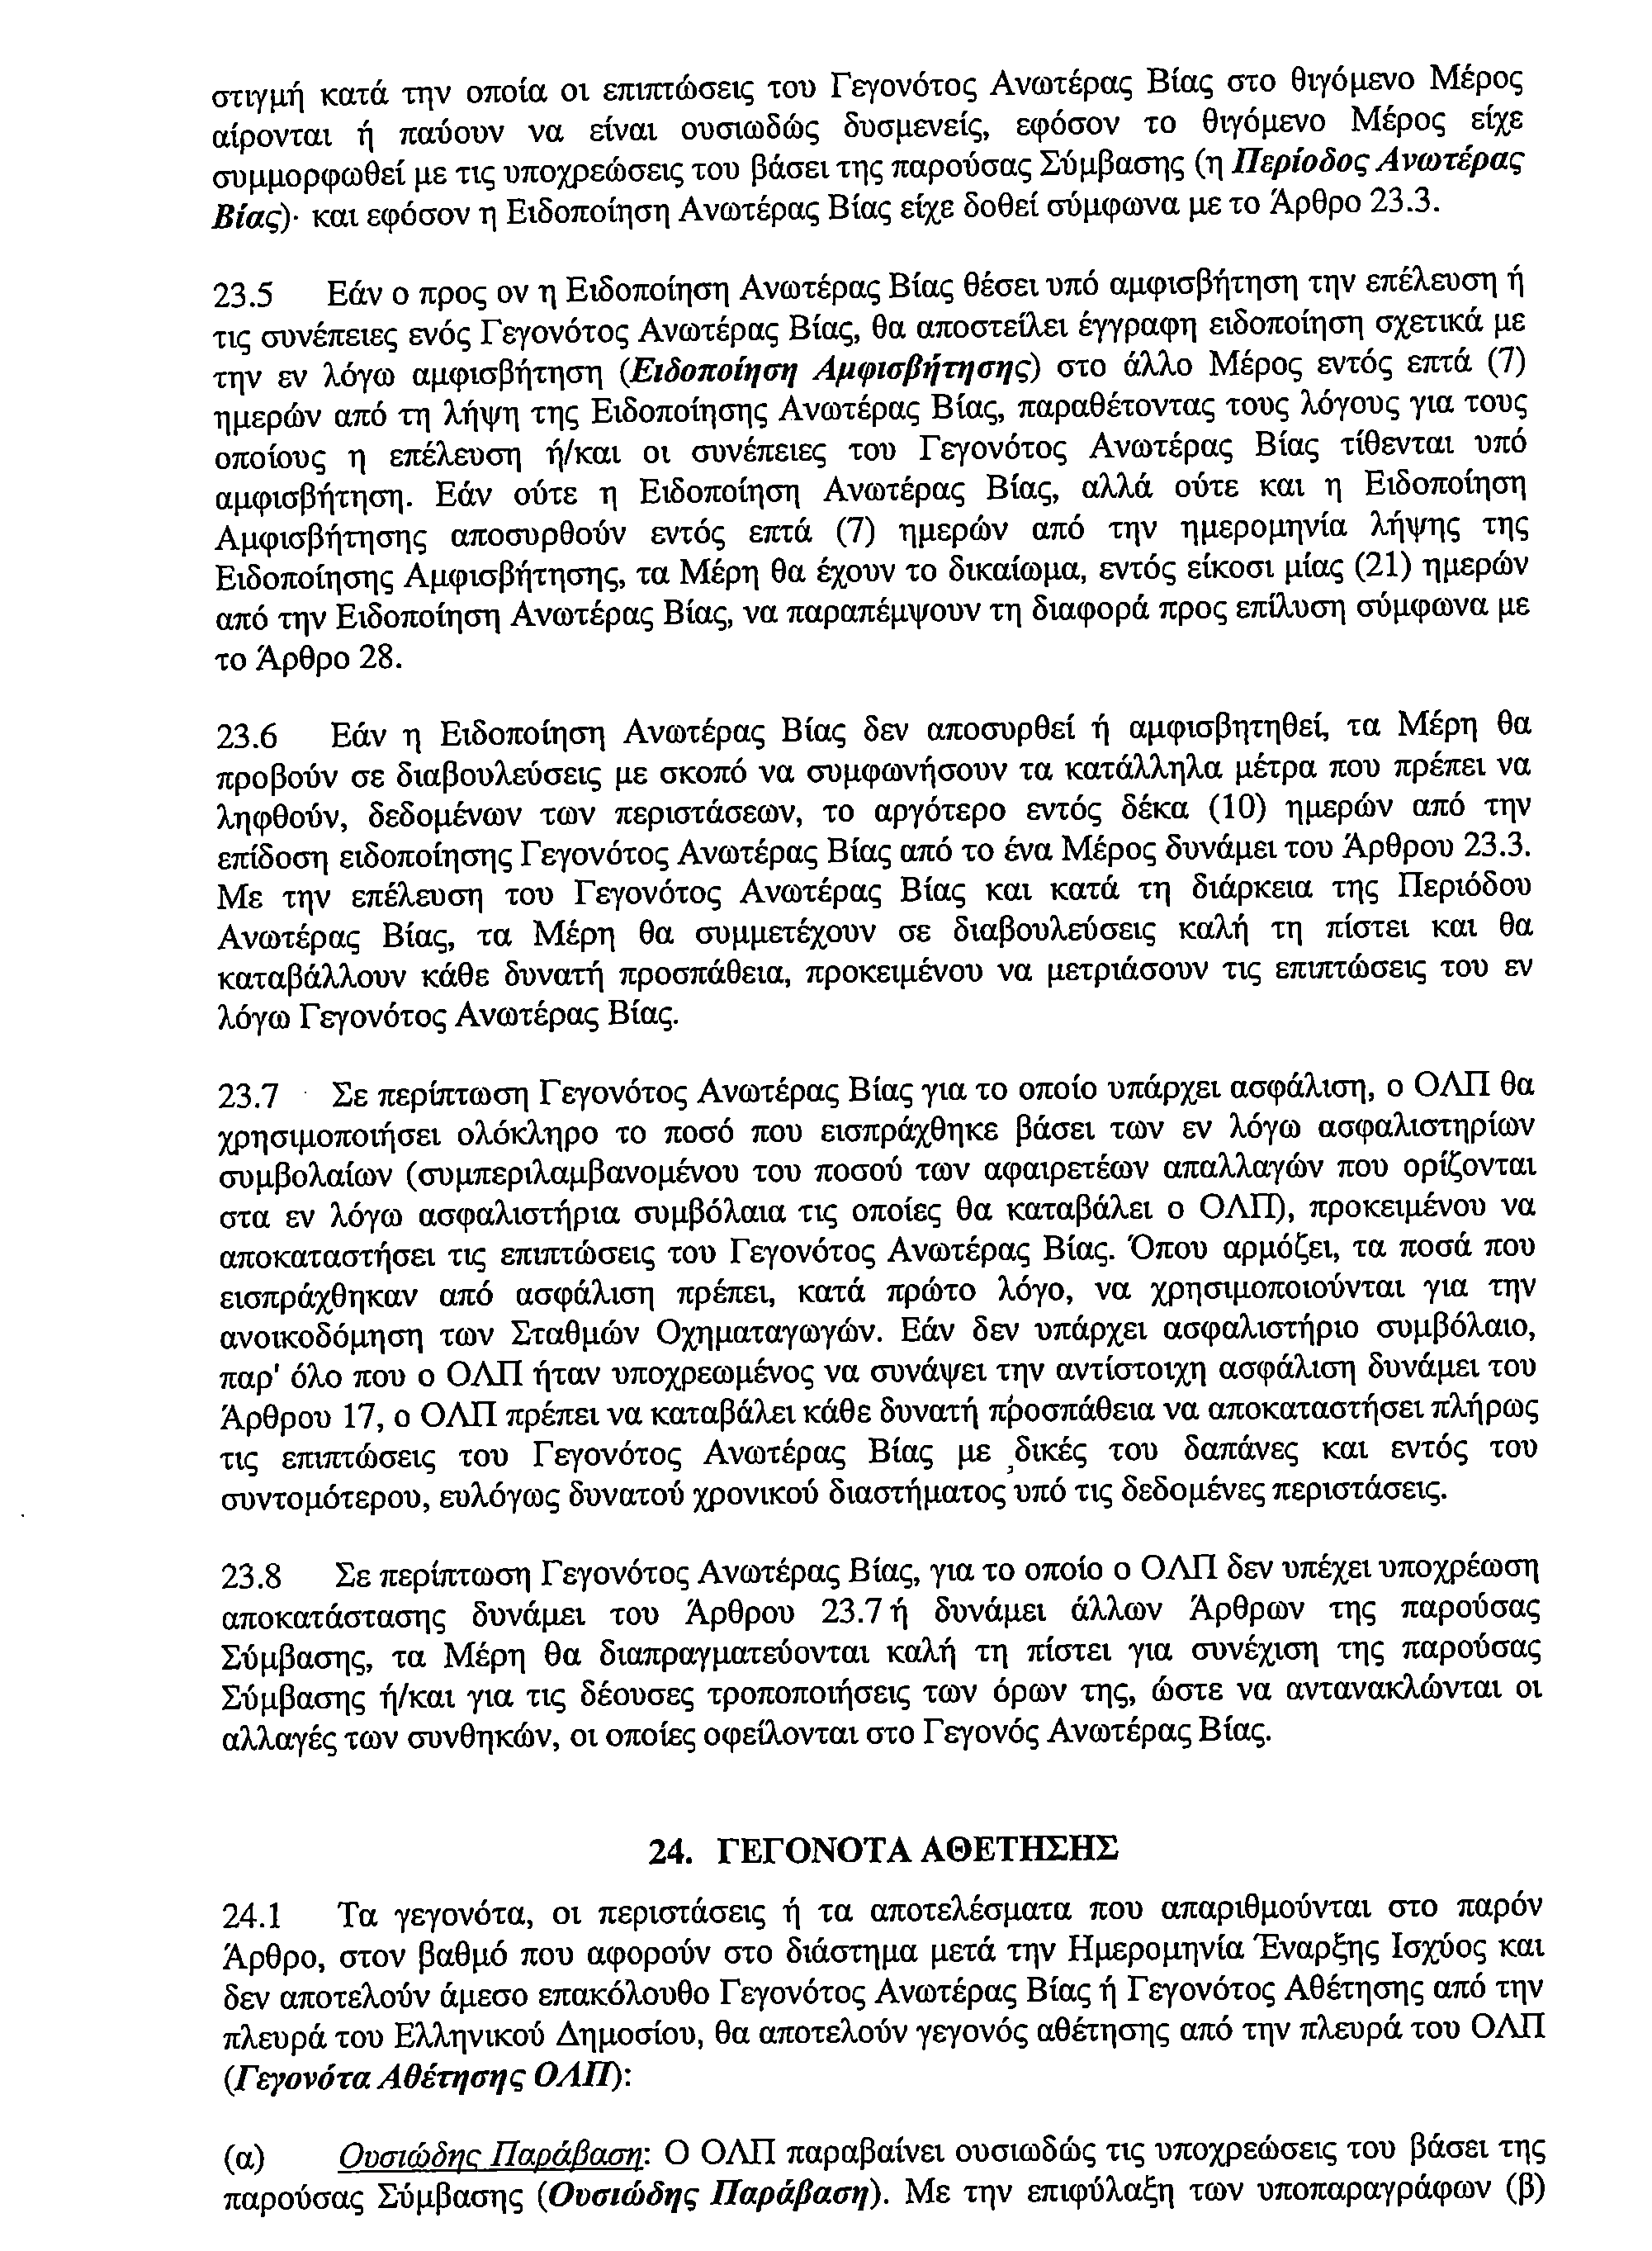 στιγμή κατά την οποία οι επιπτώσεις του Γεγονότος Ανωτέρας Βίας στο θιγόμενο Μέρος
αίρονται ή παύουν να είναι ουσιωδώς δυσμενείς, εφόσον το θιγόμενο Μέρος είχε
συμμορφωθεί με τις υποχρεώσεις του βάσει της παρούσας Σύμβασης (η Περίοδος Ανωτέρας
Βίας)· και εφόσον η Ειδοποίηση Ανωτέρας Βίας είχε δοθεί σύμφωνα με το Άρθρο 23.3.
23.5 Εάν ο προς ον η Ειδοποίηση Ανωτέρας Βίας θέσει υπό αμφισβήτηση την επέλευση ή
τις συνέπειες ενός Γεγονότος Ανωτέρας Βίας, θα αποστείλει έγγραφη ειδοποίηση σχετικά με
την εν λόγω αμφισβήτηση (Ειδοποίηση Αμφισβήτησης) στο άλλο Μέρος εντός επτά (7)
ημερών από τη λήψη της Ειδοποίησης Ανωτέρας Βίας, παραθέτοντας τους λόγους για τους
οποίους η επέλευση ή/και οι συνέπειες του Γεγονότος Ανωτέρας Βίας τίθενται υπό
αμφισβήτηση. Εάν ούτε η Ειδοποίηση Ανωτέρας Βίας, αλλά ούτε και η Ειδοποίηση
Αμφισβήτησης αποσυρθούν εντός επτά (7) ημερών από την ημερομηνία λήψης της
Ειδοποίησης Αμφισβήτησης, τα Μέρη θα έχουν το δικαίωμα, εντός είκοσι μίας (21) ημερών
από την Ειδοποίηση Ανωτέρας Βίας, να παραπέμψουν τη διαφορά προς επίλυση σύμφωνα με
το Άρθρο 28.
23.6 Εάν η Ειδοποίηση Ανωτέρας Βίας δεν αποσυρθεί ή αμφισβητηθεί, τα Μέρη θα
προβούν σε διαβουλεύσεις με σκοπό να συμφωνήσουν τα κατάλληλα μέτρα που πρέπει να
ληφθούν, δεδομένων των περιστάσεων, το αργότερο εντός δέκα (10) ημερών από την
επίδοση ειδοποίησης Γεγονότος Ανωτέρας Βίας από το ένα Μέρος δυνάμει του Άρθρου 23.3.
Με την επέλευση του Γεγονότος Ανωτέρας Βίας και κατά τη διάρκεια της Περιόδου
Ανωτέρας Βίας, τα Μέρη θα συμμετέχουν σε διαβουλεύσεις καλή τη πίστει και θα
καταβάλλουν κάθε δυνατή προσπάθεια, προκειμένου να μετριάσουν τις επιπτώσεις του εν
λόγω Γεγονότος Ανωτέρας Βίας.
23.7 Σε περίπτωση Γεγονότος Ανωτέρας Βίας για το οποίο υπάρχει ασφάλιση, ο ΟΛΠ θα
χρησιμοποιήσει ολόκληρο το ποσό που εισπράχθηκε βάσει των εν λόγω ασφαλιστηρίων
συμβολαίων (συμπεριλαμβανομένου του ποσού των αφαιρετέων απαλλαγών που ορίζονται
στα εν λόγω ασφαλιστήρια συμβόλαια τις οποίες θα καταβάλει ο ΟΛΠ), προκειμένου να
αποκαταστήσει τις επιπτώσεις του Γεγονότος Ανωτέρας Βίας. Όπου αρμόζει, τα ποσά που
εισπράχθηκαν από ασφάλιση πρέπει, κατά πρώτο λόγο, να χρησιμοποιούνται για την
ανοικοδόμηση των Σταθμών Οχηματαγωγών. Εάν δεν υπάρχει ασφαλιστήριο συμβόλαιο,
παρ' όλο που ο ΟΛΠ ήταν υποχρεωμένος να συνάψει την αντίστοιχη ασφάλιση δυνάμει του
Άρθρου 17, ο ΟΛΠ πρέπει να καταβάλει κάθε δυνατή προσπάθεια να αποκαταστήσει πλήρως
τις επιπτώσεις του Γεγονότος Ανωτέρας Βίας με δικές του δαπάνες και εντός του
συντομότερου, ευλόγως δυνατού χρονικού διαστήματος υπό τις δεδομένες περιστάσεις.
23.8 Σε περίπτωση Γεγονότος Ανωτέρας Βίας, για το οποίο ο ΟΛΠ δεν υπέχει υποχρέωση
αποκατάστασης δυνάμει του Άρθρου 23.7 ή δυνάμει άλλων Άρθρων της παρούσας
Σύμβασης, τα Μέρη θα διαπραγματεύονται καλή τη πίστει για συνέχιση της παρούσας
Σύμβασης ή/και για τις δέουσες τροποποιήσεις των όρων της, ώστε να αντανακλώνται οι
αλλαγές των συνθηκών, οι οποίες οφείλονται στο Γεγονός Ανωτέρας Βίας.
24. ΓΕΓΟΝΟΤΑ ΑΘΕΤΗΣΗΣ
24.1 Τα γεγονότα, οι περιστάσεις ή τα αποτελέσματα που απαριθμούνται στο παρόν
Άρθρο, στον βαθμό που αφορούν στο διάστημα μετά την Ημερομηνία Έναρξης Ισχύος και
δεν αποτελούν άμεσο επακόλουθο Γεγονότος Ανωτέρας Βίας ή Γεγονότος Αθέτησης από την
πλευρά του Ελληνικού Δημοσίου, θα αποτελούν γεγονός αθέτησης από την πλευρά του ΟΛΠ
(Γεγονότα Αθέτησης ΟΛΠ):
(α) Ουσιώδης Παράβαση: Ο ΟΛΠ παραβαίνει ουσιωδώς τις υποχρεώσεις του βάσει της
παρούσας Σύμβασης (Ουσιώδης Παράβαση). Με την επιφύλαξη των υποπαραγράφων (β)